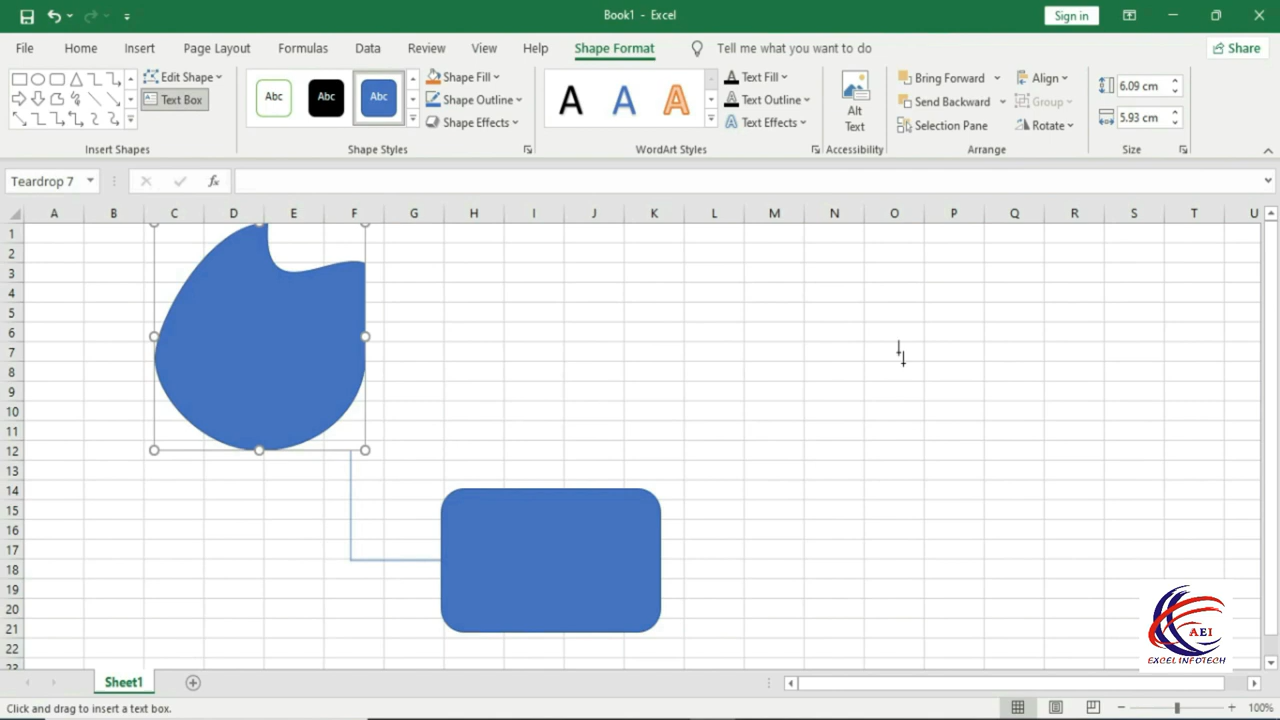 Book1 - Excel
Sign in
File Home Insert Page Layout Formulas Data Review View Help Shape Format Tell me what you want to do Share
Edit Shape
Text Box
Insert Shapes
Abc Abc Abc
Shape Fill
Shape Outline
Shape Effects
Shape Styles
A A A
Text Fill
Text Outline
Text Effects
WordArt Styles
Alt
Text
Accessibility
Bring Forward
Send Backward
Selection Pane
Align
Group
Rotate
Arrange
6.09 cm
5.93 cm
Size
Teardrop 7
fx
A B C D E F G H I J K L M N O P Q R S T U
1
2
3
4
5
6
7
8
9
10
11
12
13
14
15
16
17
18
19
20
21
22
23
AEI
EXCEL INFOTECH
Sheet1
Click and drag to insert a text box.
100%